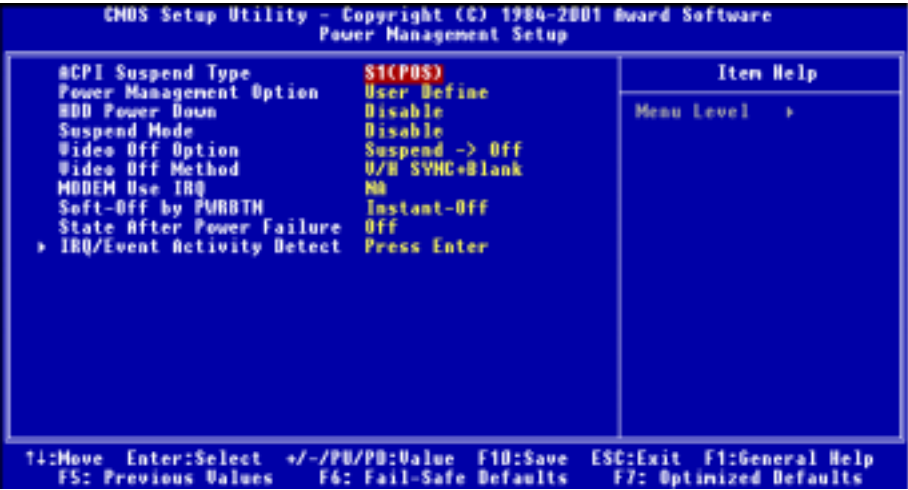 CMOS Setup Utility - Copyright (C) 1984-2001 Award Software
Power Management Setup
ACPI Suspend Type S1(POS)
Power Management Option User Define
HDD Power Down Disable
Suspend Mode Disable
Video Off Option Suspend -> Off
Video Off Method V/H SYNC+Blank
MODEM Use IRQ NA
Soft-Off by PWRBTN Instant-Off
State After Power Failure Off
▸ IRQ/Event Activity Detect Press Enter
Item Help
Menu Level ▸
↑↓:Move Enter:Select +/-/PU/PD:Value F10:Save ESC:Exit F1:General Help
F5: Previous Values F6: Fail-Safe Defaults F7: Optimized Defaults